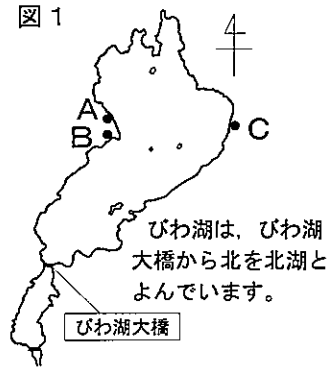 図1
A
B
C
びわ湖は，びわ湖
大橋から北を北湖と
よんでいます。
びわ湖大橋